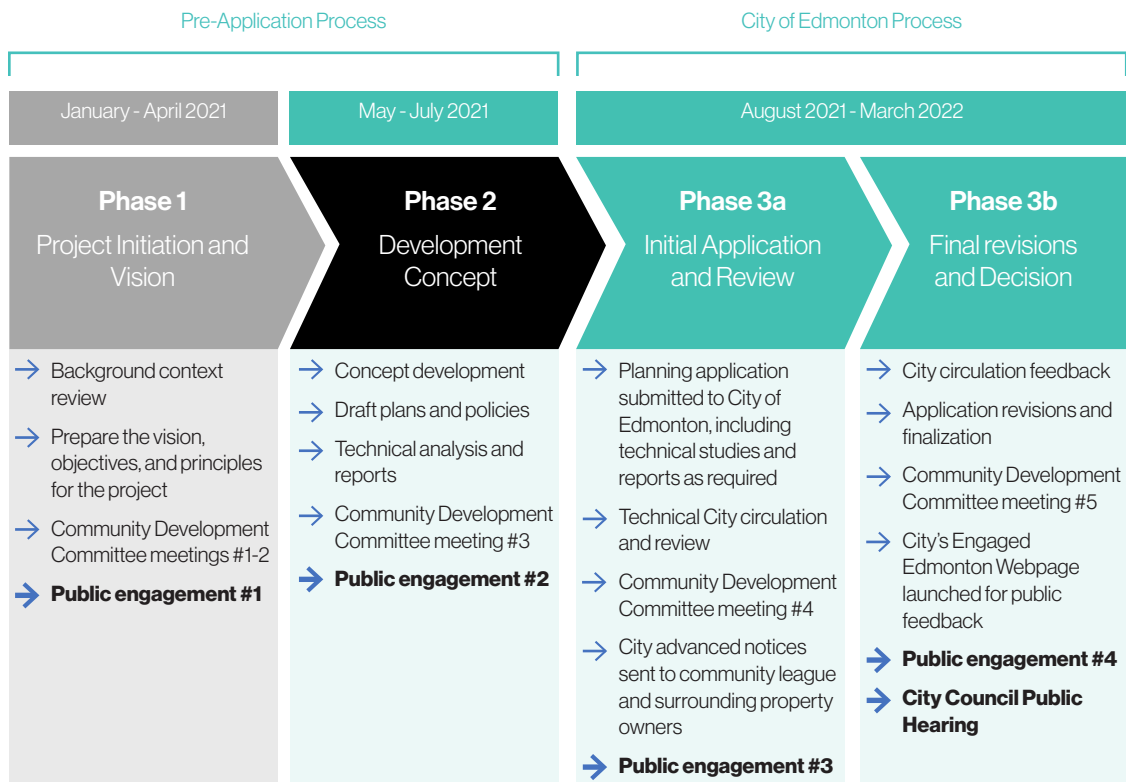 Pre-Application Process
City of Edmonton Process
January - April 2021
May - July 2021
August 2021 - March 2022
Phase 1
Project Initiation and
Vision
Phase 2
Development
Concept
Phase 3a
Initial Application
and Review
Phase 3b
Final revisions
and Decision
Background context
review
Prepare the vision,
objectives, and principles
for the project
Community Development
Committee meetings #1-2
Public engagement #1
Concept development
Draft plans and policies
Technical analysis and
reports
Community Development
Committee meeting #3
Public engagement #2
Planning application
submitted to City of
Edmonton, including
technical studies and
reports as required
Technical City circulation
and review
Community Development
Committee meeting #4
City advanced notices
sent to community league
and surrounding property
owners
Public engagement #3
City circulation feedback
Application revisions and
finalization
Community Development
Committee meeting #5
City's Engaged
Edmonton Webpage
launched for public
feedback
Public engagement #4
City Council Public
Hearing